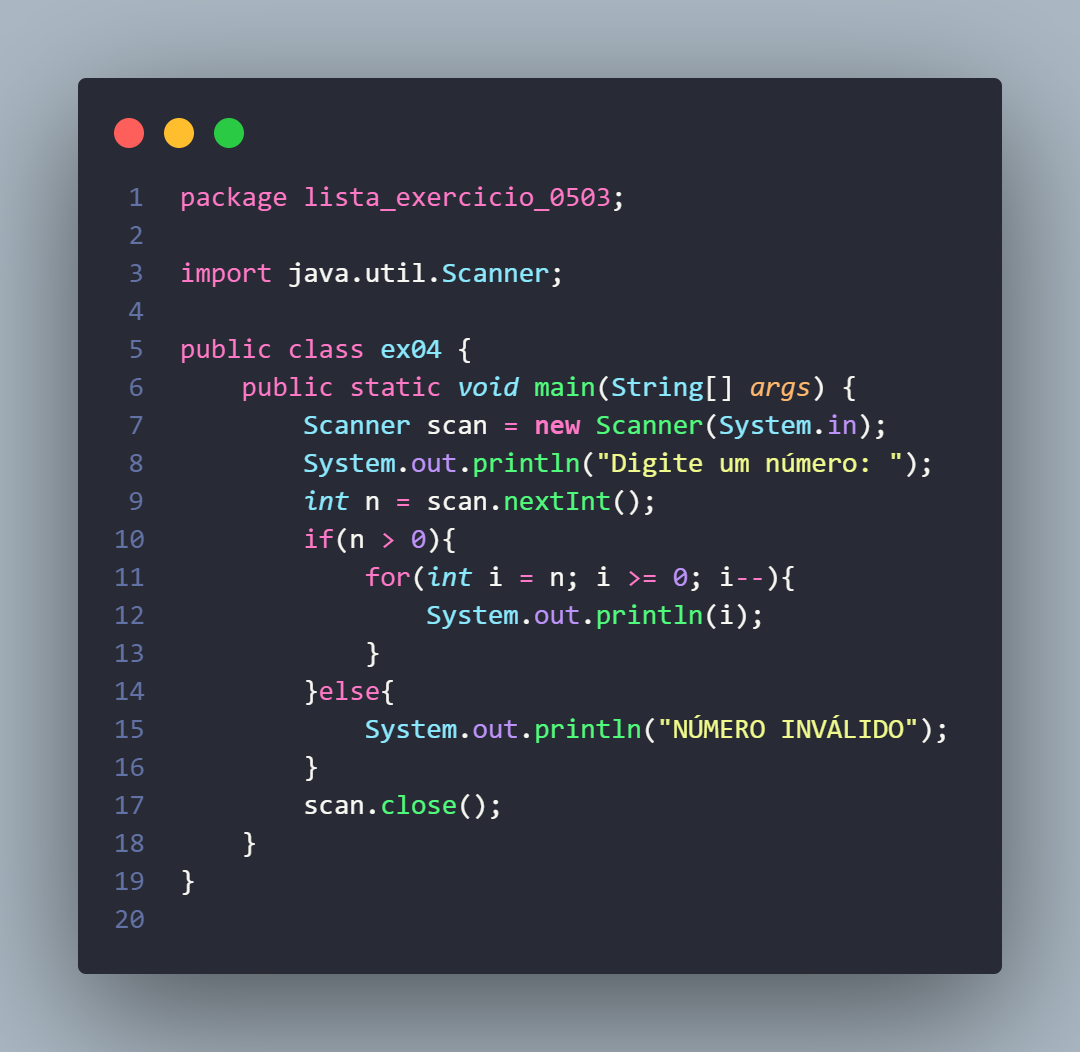 1 package lista_exercicio_0503;
2
3 import java.util.Scanner;
4
5 public class ex04 {
6     public static void main(String[] args) {
7         Scanner scan = new Scanner(System.in);
8         System.out.println("Digite um número: ");
9         int n = scan.nextInt();
10         if(n > 0){
11             for(int i = n; i >= 0; i--){
12                 System.out.println(i);
13             }
14         }else{
15             System.out.println("NÚMERO INVÁLIDO");
16         }
17         scan.close();
18     }
19 }
20